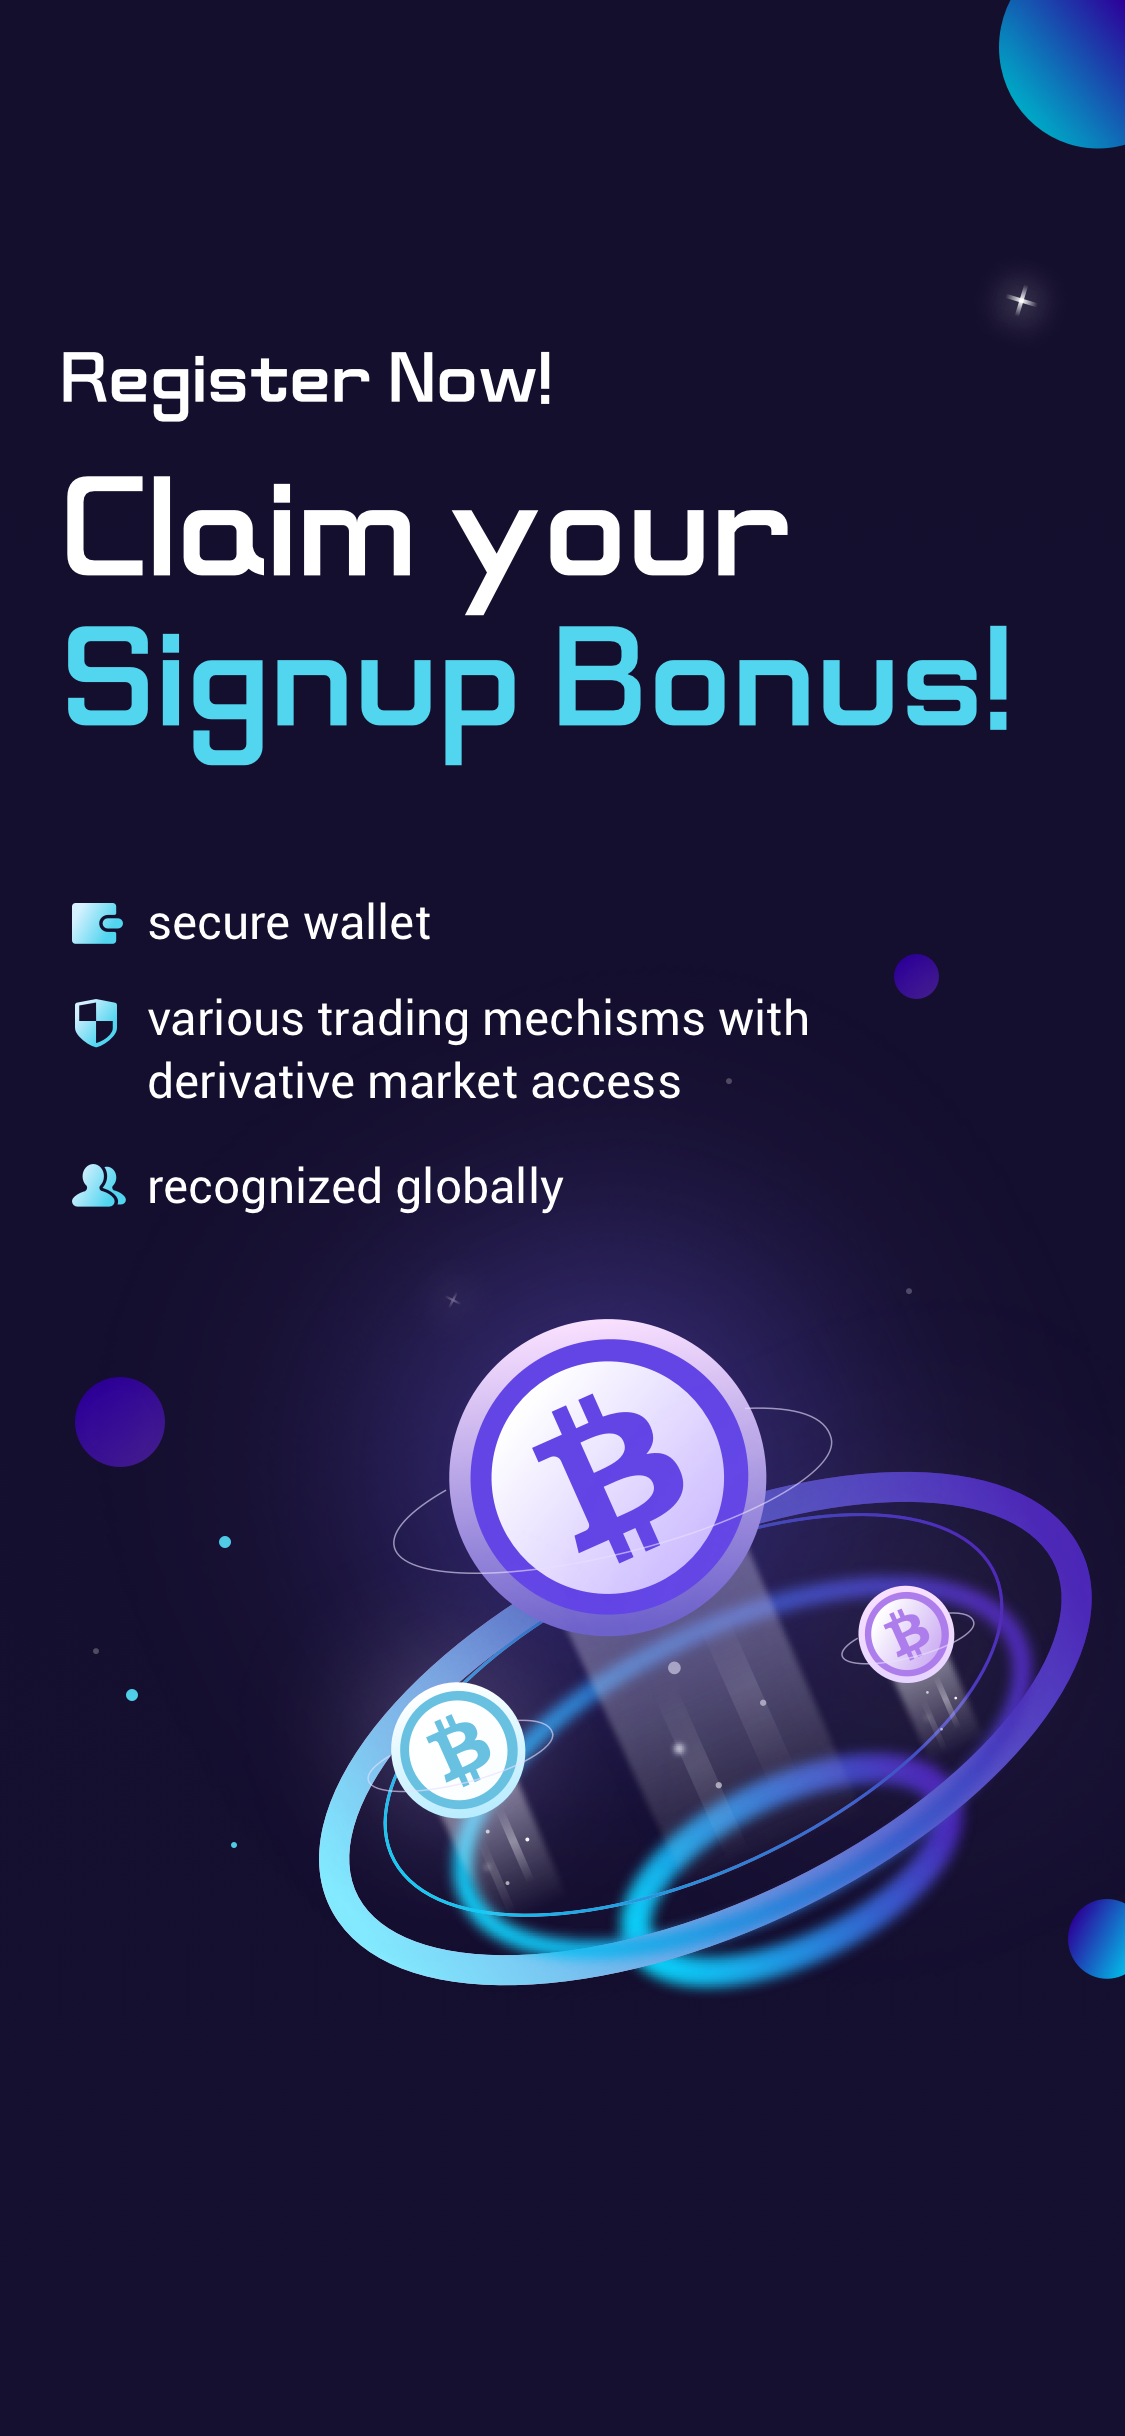 Register Now!
Claim your
Signup Bonus!
secure wallet
various trading mechisms with
derivative market access
recognized globally